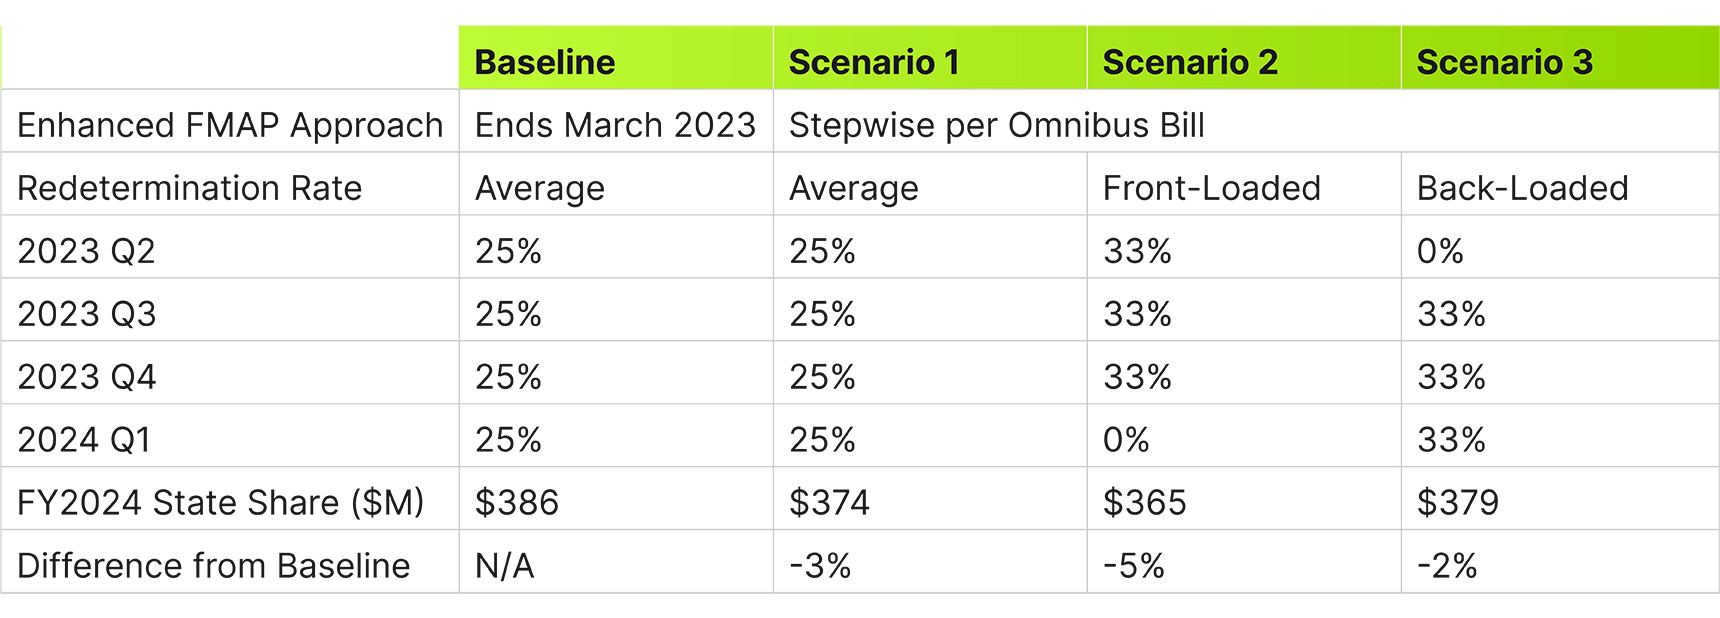 Baseline Scenario 1 Scenario 2 Scenario 3
Enhanced FMAP Approach Ends March 2023 Stepwise per Omnibus Bill
Redetermination Rate Average Average Front-Loaded Back-Loaded
2023 Q2 25% 25% 33% 0%
2023 Q3 25% 25% 33% 33%
2023 Q4 25% 25% 33% 33%
2024 Q1 25% 25% 0% 33%
FY2024 State Share ($M) $386 $374 $365 $379
Difference from Baseline N/A -3% -5% -2%